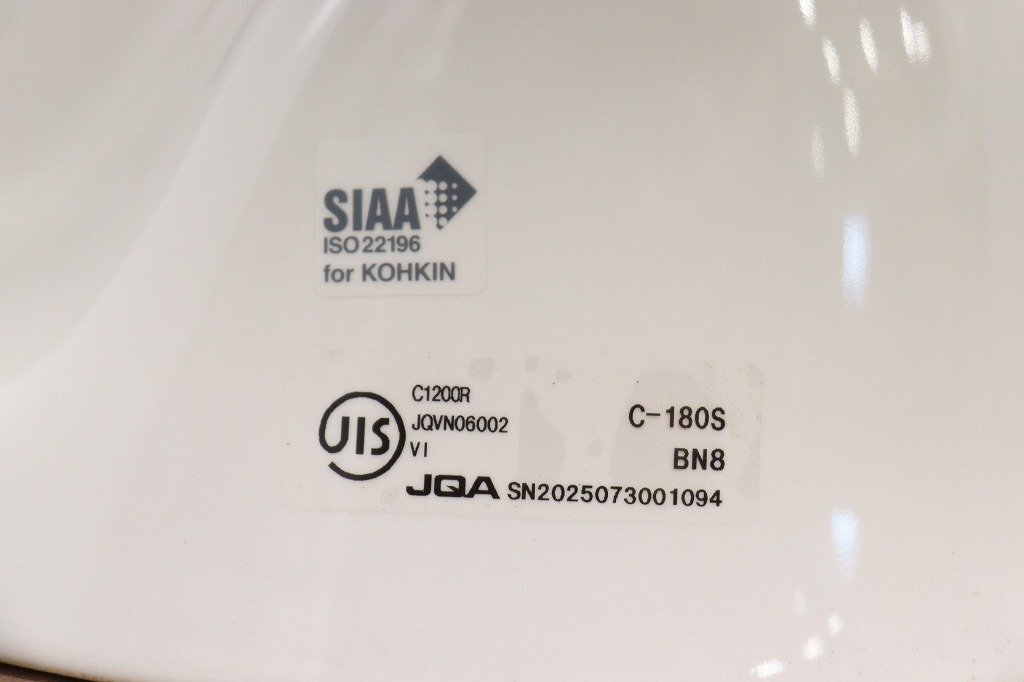 SIAA
ISO 22196
for KOHKIN
JIS
C1200R
JQVN06002
VI
JQA
C-180S
BN8
SN2025073001094